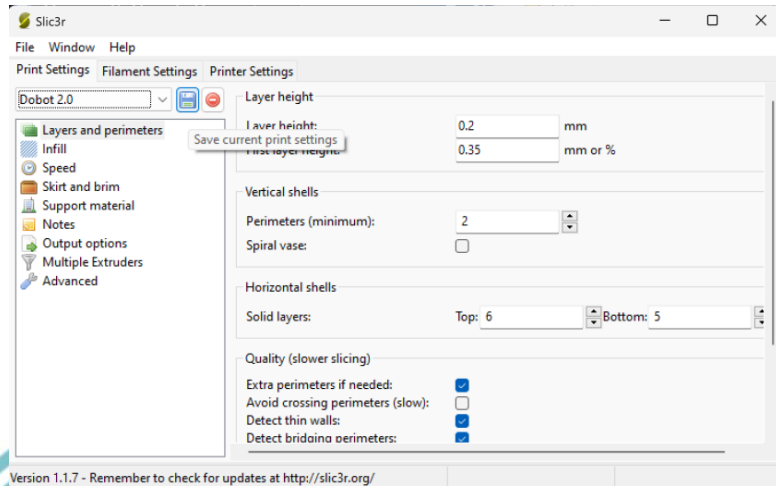 Slic3r
File Window Help
Print Settings Filament Settings Printer Settings
Dobot 2.0
Layers and perimeters
Infill
Speed
Skirt and brim
Support material
Notes
Output options
Multiple Extruders
Advanced
Save current print settings
Layer height
Layer height: 0.2 mm
First layer height: 0.35 mm or %
Vertical shells
Perimeters (minimum): 2
Spiral vase:
Horizontal shells
Solid layers: Top: 6 Bottom: 5
Quality (slower slicing)
Extra perimeters if needed:
Avoid crossing perimeters (slow):
Detect thin walls:
Detect bridging perimeters:
Version 1.1.7 - Remember to check for updates at http://slic3r.org/